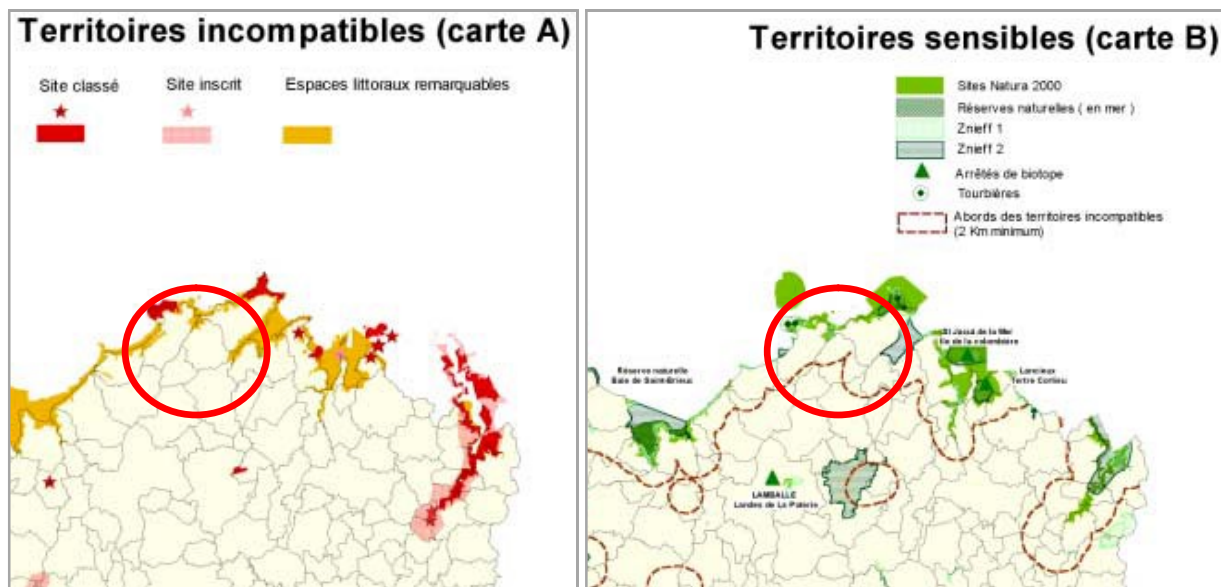 Territoires incompatibles (carte A)
Site classé
Site inscrit
Espaces littoraux remarquables
Territoires sensibles (carte B)
Sites Natura 2000
Réserves naturelles ( en mer )
Znieff 1
Znieff 2
Arrêtés de biotope
Tourbières
Abords des territoires incompatibles
(2 Km minimum)
St Jacut de la Mer
Ile de la colombière
Réserve naturelle
Baie de Saint-Brieuc
Lancieux
Tertre Corlieu
LAMBALLE
Landes de La Poterie